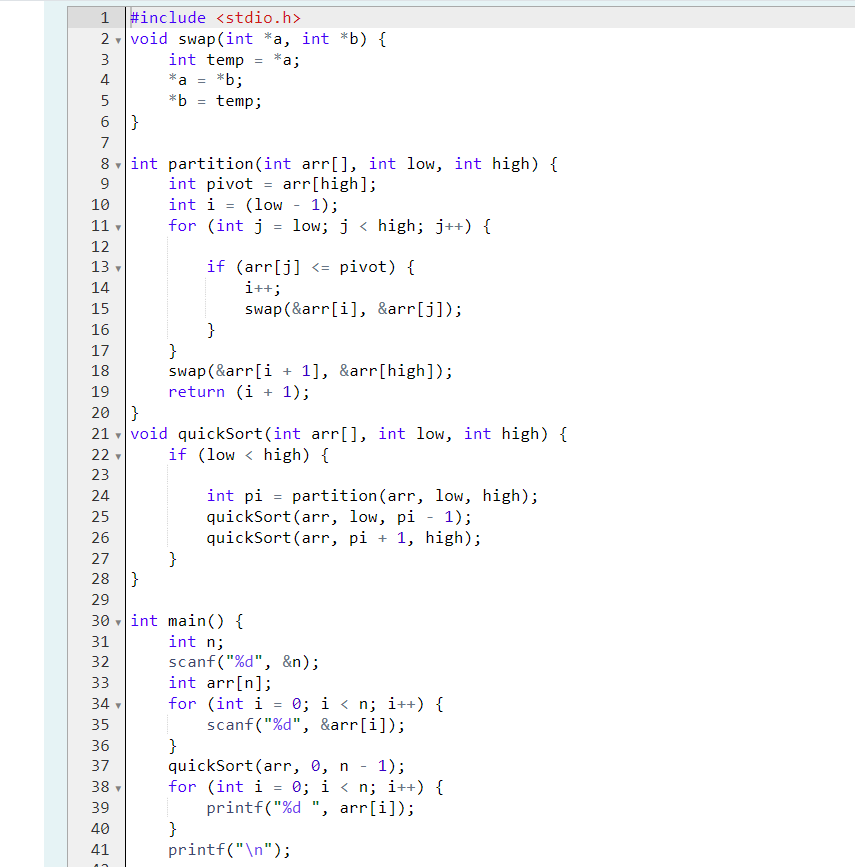 1 #include <stdio.h>
2 void swap(int *a, int *b) {
3     int temp = *a;
4     *a = *b;
5     *b = temp;
6 }
7
8 int partition(int arr[], int low, int high) {
9     int pivot = arr[high];
10     int i = (low - 1);
11     for (int j = low; j < high; j++) {
12
13         if (arr[j] <= pivot) {
14             i++;
15             swap(&arr[i], &arr[j]);
16         }
17     }
18     swap(&arr[i + 1], &arr[high]);
19     return (i + 1);
20 }
21 void quickSort(int arr[], int low, int high) {
22     if (low < high) {
23
24         int pi = partition(arr, low, high);
25         quickSort(arr, low, pi - 1);
26         quickSort(arr, pi + 1, high);
27     }
28 }
29
30 int main() {
31     int n;
32     scanf("%d", &n);
33     int arr[n];
34     for (int i = 0; i < n; i++) {
35         scanf("%d", &arr[i]);
36     }
37     quickSort(arr, 0, n - 1);
38     for (int i = 0; i < n; i++) {
39         printf("%d ", arr[i]);
40     }
41     printf("\n");